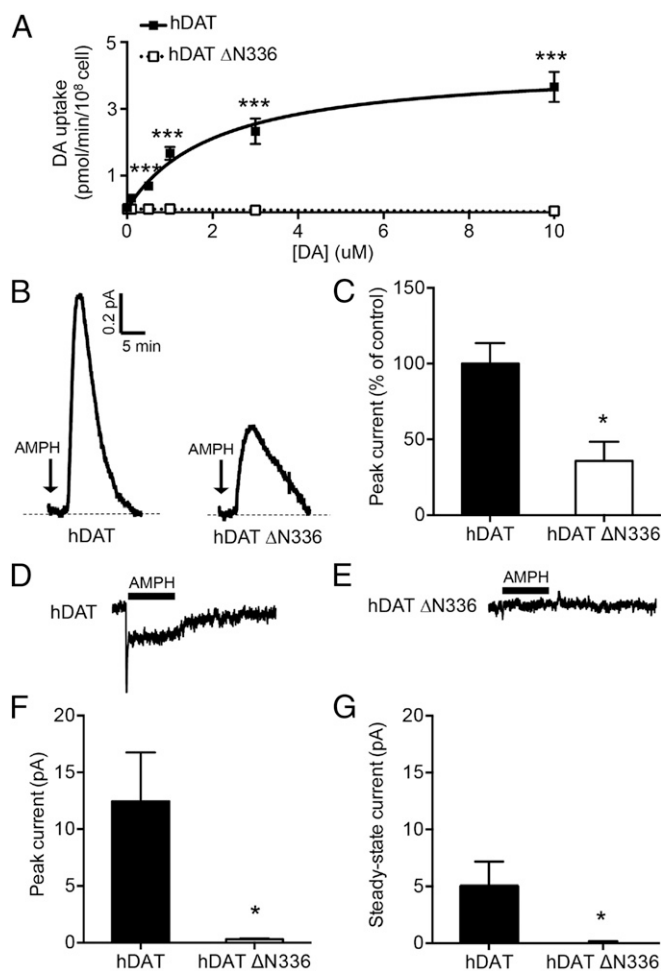 A
hDAT
hDAT ΔN336
DA uptake
(pmol/min/10⁸ cell)
5
3
1
***
***
***
***
0
2
4
6
8
10
[DA] (uM)
B
0.2 pA
5 min
AMPH
AMPH
hDAT
hDAT ΔN336
C
Peak current (% of control)
150
100
50
0
*
hDAT
hDAT ΔN336
D
AMPH
hDAT
E
AMPH
hDAT ΔN336
F
Peak current (pA)
20
15
10
5
0
*
hDAT
hDAT ΔN336
G
Steady-state current (pA)
20
15
10
5
0
*
hDAT
hDAT ΔN336